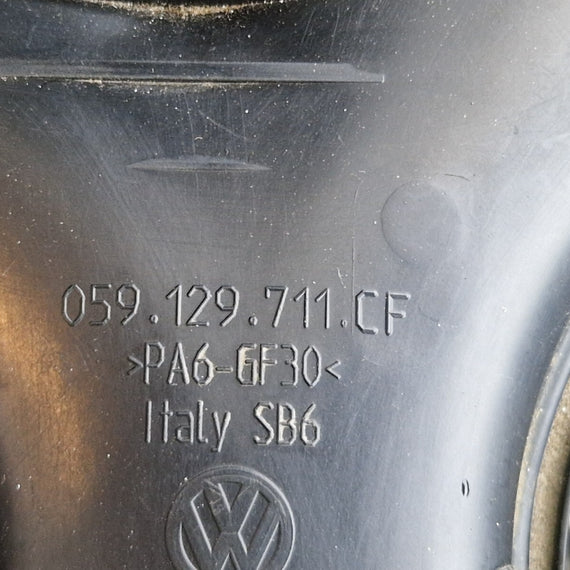 059.129.711.CF
>PA6-GF30<
Italy SB6